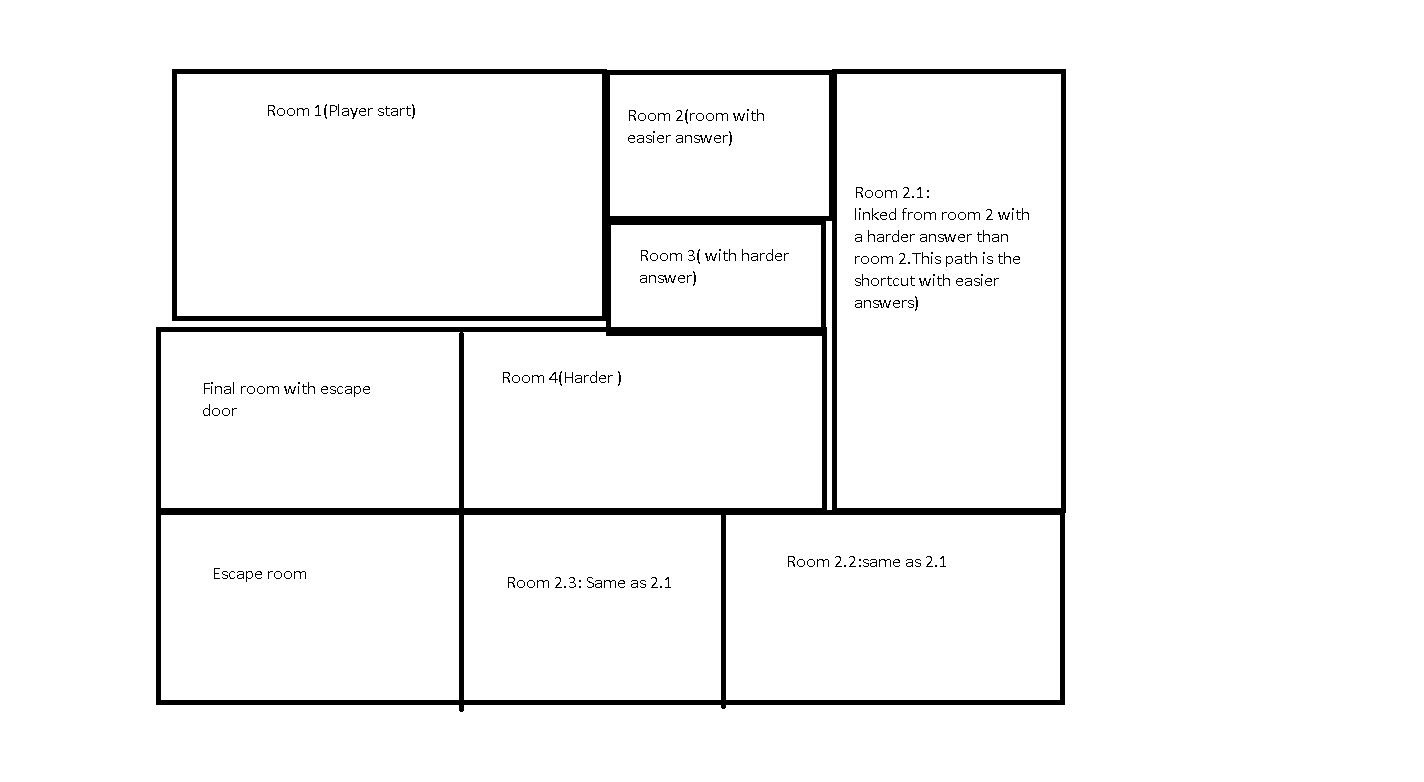 Room 1(Player start)
Room 2(room with
easier answer)
Room 3( with harder
answer)
Room 2.1:
linked from room 2 with
a harder answer than
room 2.This path is the
shortcut with easier
answers)
Final room with escape
door
Room 4(Harder )
Escape room
Room 2.3: Same as 2.1
Room 2.2:same as 2.1